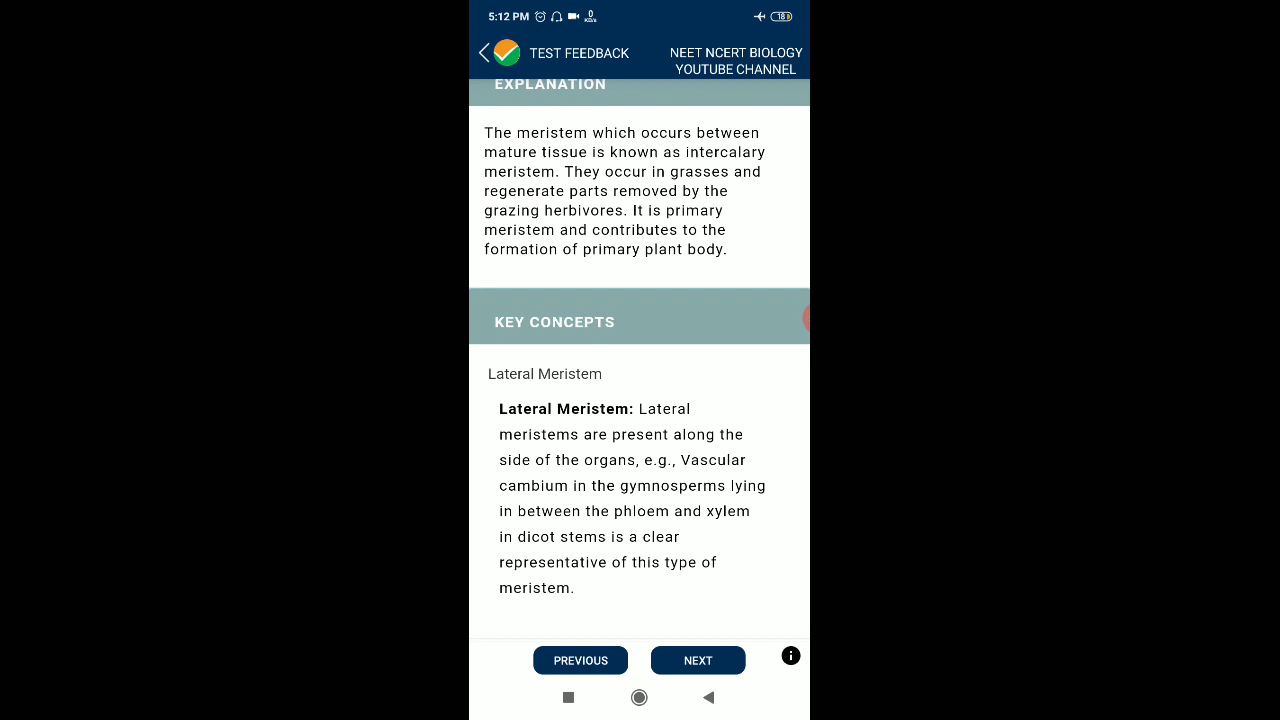 5:12 PM 0 KB/s 18
TEST FEEDBACK
NEET NCERT BIOLOGY
YOUTUBE CHANNEL
EXPLANATION
The meristem which occurs between
mature tissue is known as intercalary
meristem. They occur in grasses and
regenerate parts removed by the
grazing herbivores. It is primary
meristem and contributes to the
formation of primary plant body.
KEY CONCEPTS
Lateral Meristem
Lateral Meristem: Lateral
meristems are present along the
side of the organs, e.g., Vascular
cambium in the gymnosperms lying
in between the phloem and xylem
in dicot stems is a clear
representative of this type of
meristem.
PREVIOUS
NEXT